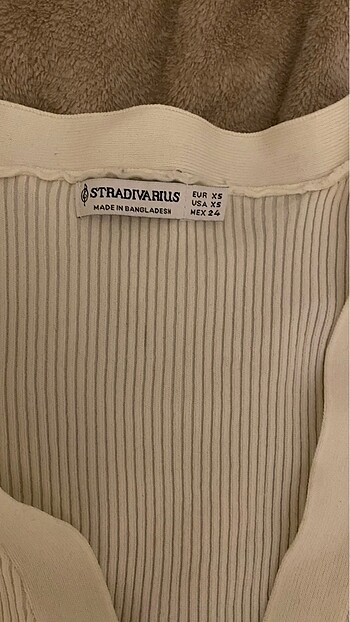 STRADIVARIUS
MADE IN BANGLADESH
EUR XS
USA XS
MEX 24